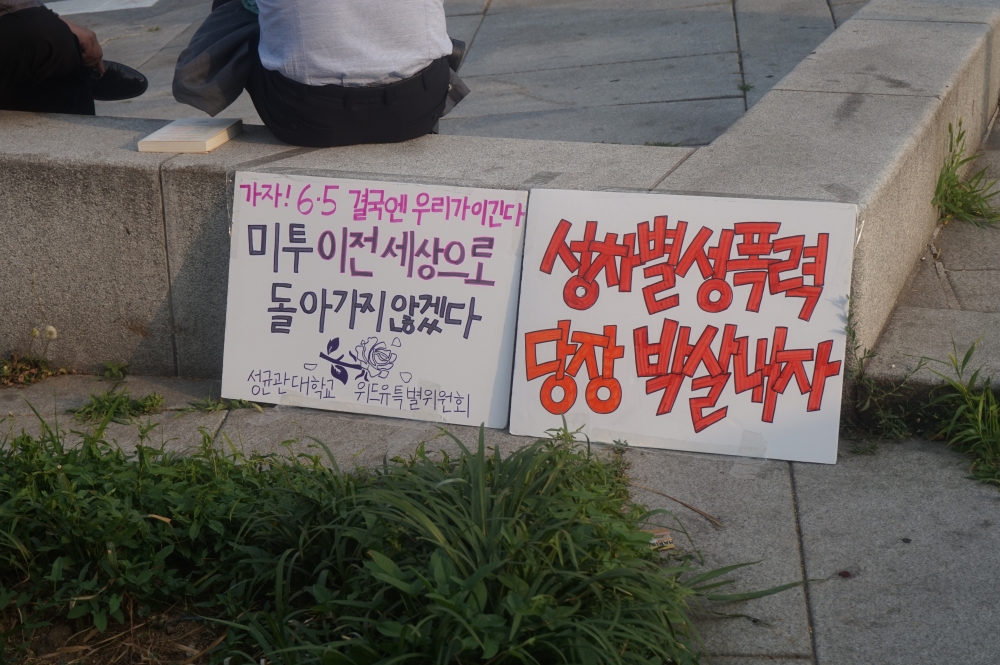 가자! 6·5 결국엔 우리가 이긴다
미투 이전 세상으로
돌아가지 않겠다
성균관대학교 위드유특별위원회
성차별성폭력
당장 박살내자